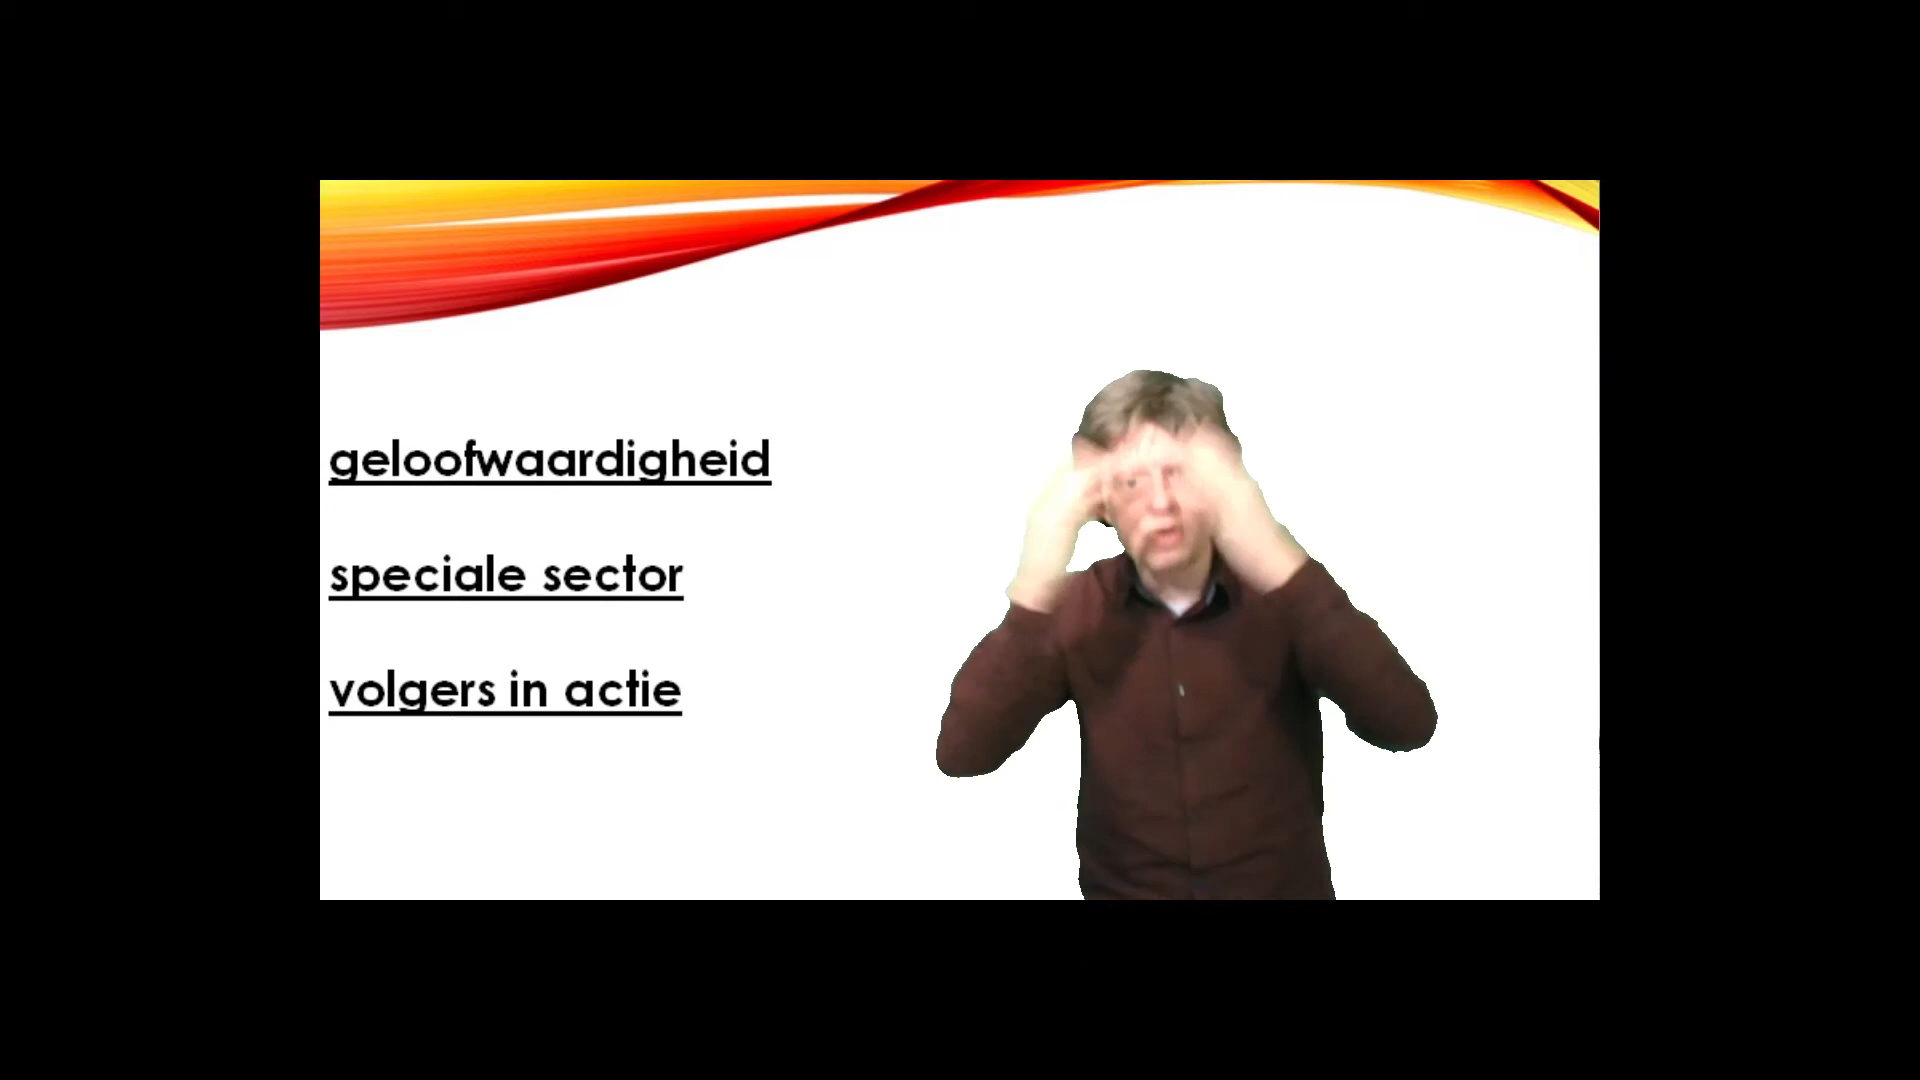 geloofwaardigheid
speciale sector
volgers in actie